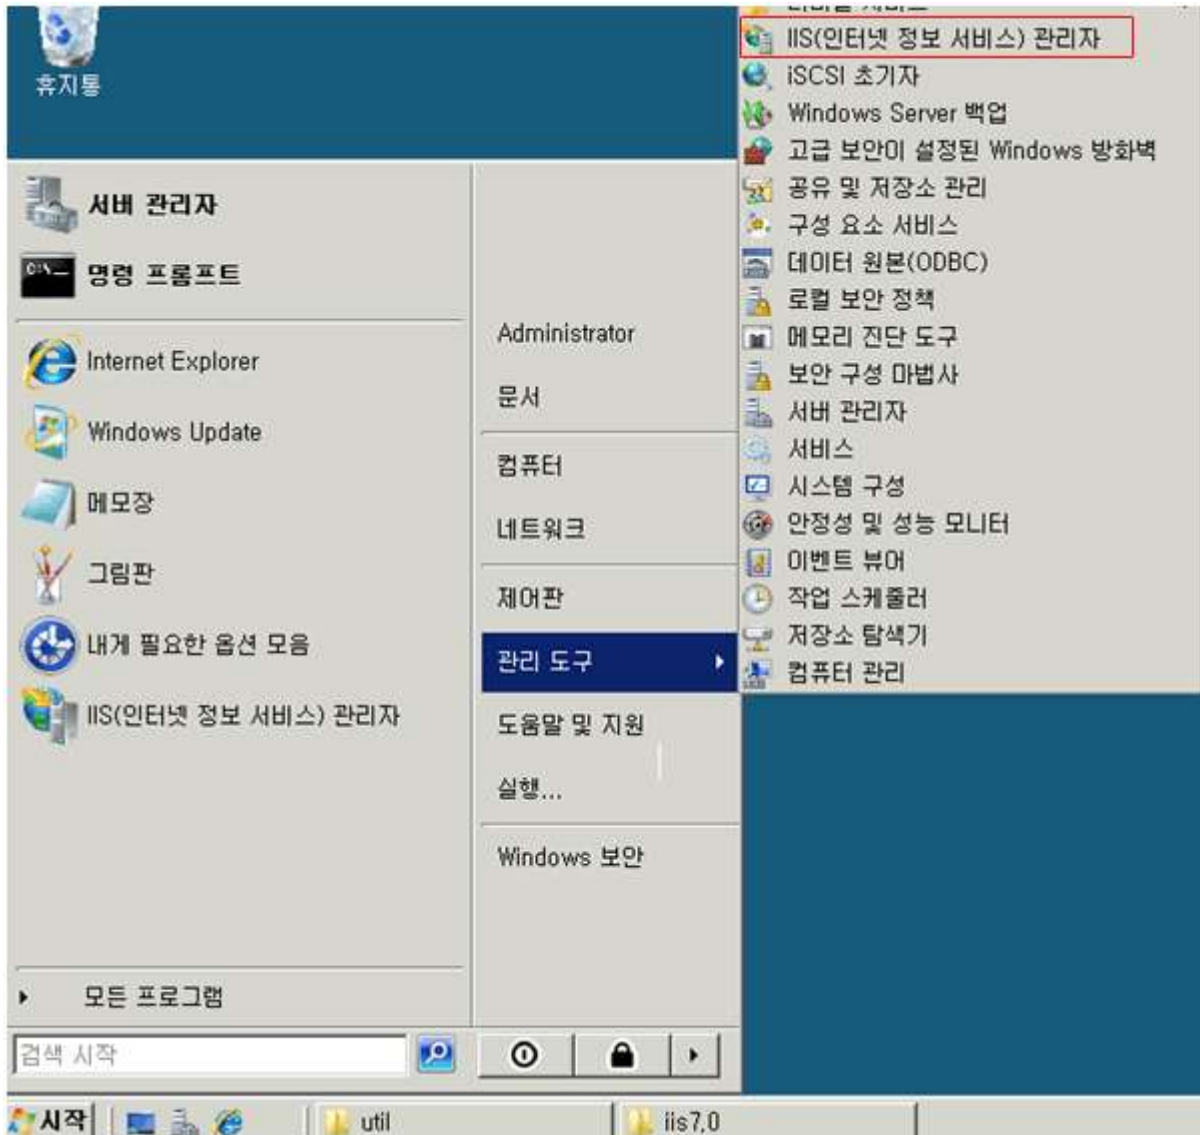 휴지통
서버 관리자
명령 프롬프트
Internet Explorer
Windows Update
메모장
그림판
내게 필요한 옵션 모음
IIS(인터넷 정보 서비스) 관리자
모든 프로그램
검색 시작
Administrator
문서
컴퓨터
네트워크
제어판
관리 도구
도움말 및 지원
실행...
Windows 보안
IIS(인터넷 정보 서비스) 관리자
iSCSI 초기자
Windows Server 백업
고급 보안이 설정된 Windows 방화벽
공유 및 저장소 관리
구성 요소 서비스
데이터 원본(ODBC)
로컬 보안 정책
메모리 진단 도구
보안 구성 마법사
서버 관리자
서비스
시스템 구성
안정성 및 성능 모니터
이벤트 뷰어
작업 스케줄러
저장소 탐색기
컴퓨터 관리
시작
util
iis7.0